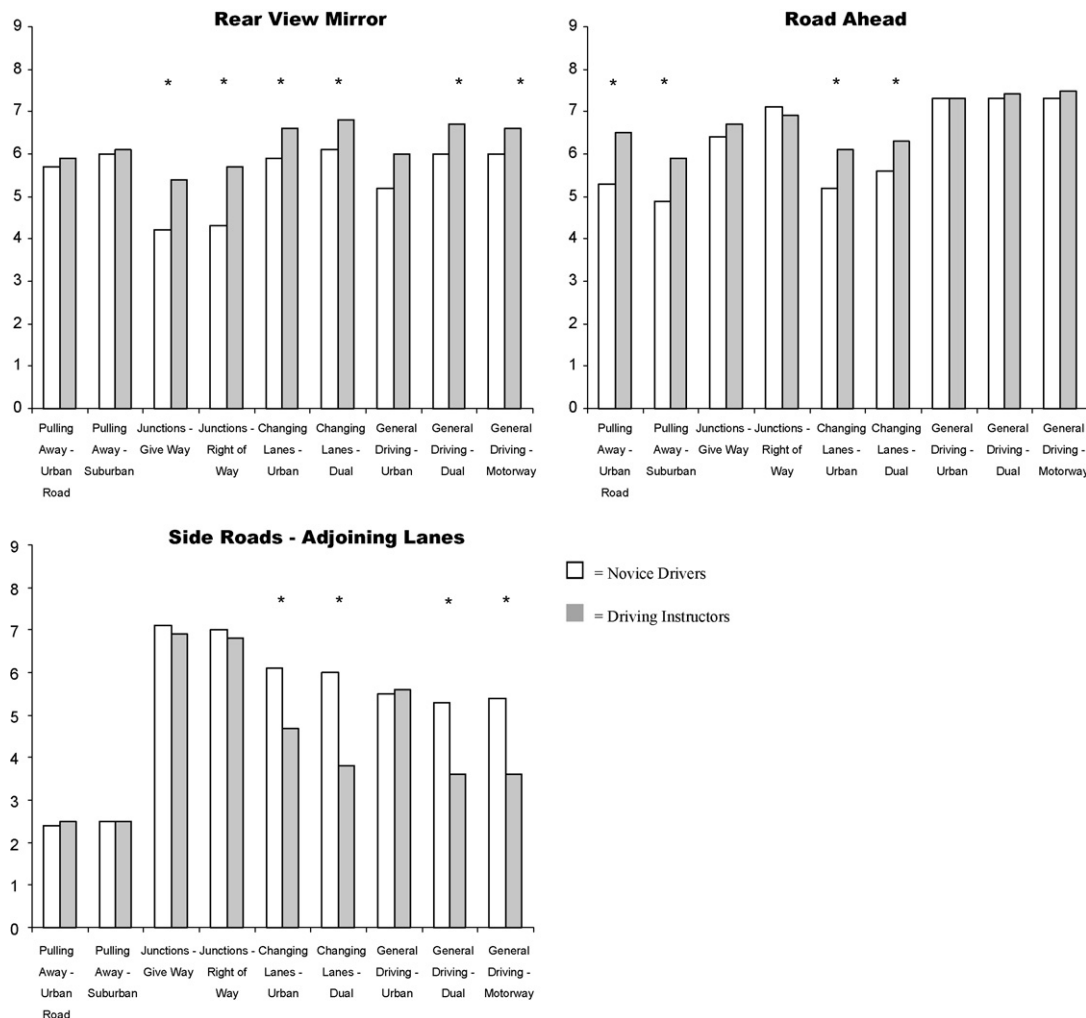 Rear View Mirror
9
8
7
6
5
4
3
2
1
0
* * * * * *
Pulling Pulling Junctions - Junctions - Changing Changing General General General
Away - Away - Give Way Right of Lanes - Lanes - Driving - Driving - Driving -
Urban Suburban Way Urban Dual Urban Dual Motorway
Road
Road Ahead
9
8
7
6
5
4
3
2
1
0
* * * *
Pulling Pulling Junctions - Junctions - Changing Changing General General General
Away - Away - Give Way Right of Lanes - Lanes - Driving - Driving - Driving -
Urban Suburban Way Urban Dual Urban Dual Motorway
Road
Side Roads - Adjoining Lanes
9
8
7
6
5
4
3
2
1
0
* * * *
Pulling Pulling Junctions - Junctions - Changing Changing General General General
Away - Away - Give Way Right of Lanes - Lanes - Driving - Driving - Driving -
Urban Suburban Way Urban Dual Urban Dual Motorway
Road
= Novice Drivers
= Driving Instructors